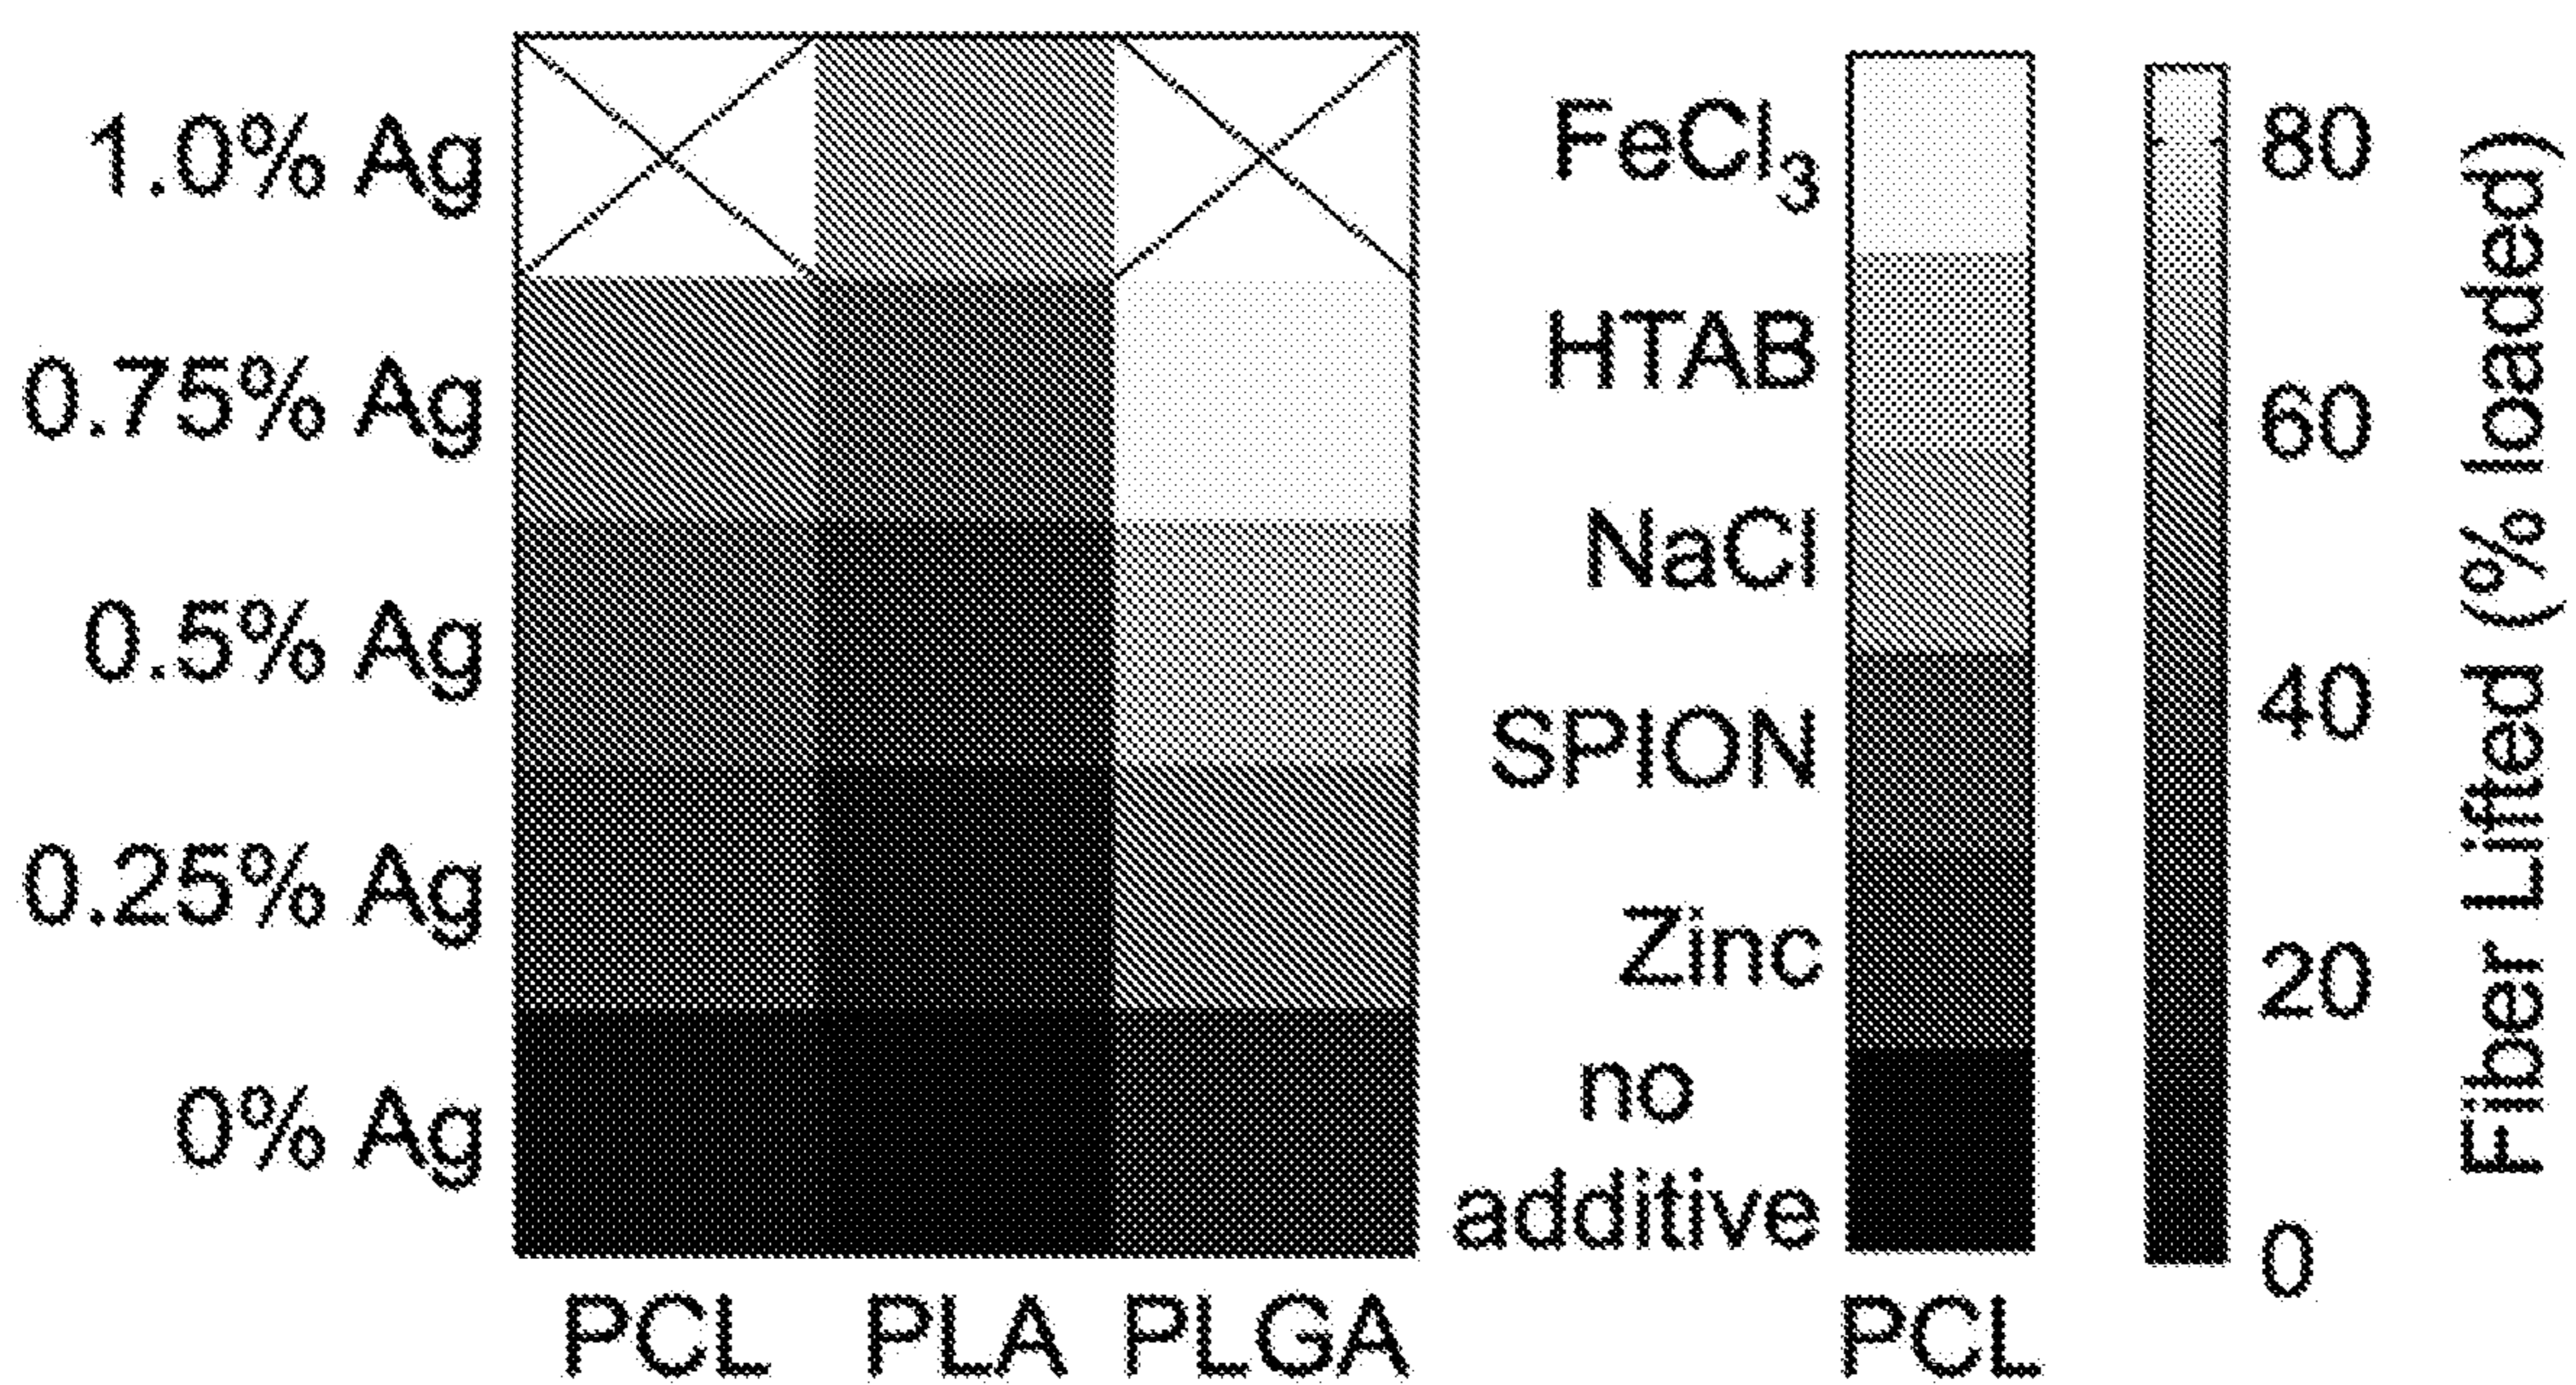 1.0% Ag
0.75% Ag
0.5% Ag
0.25% Ag
0% Ag
PCL PLA PLGA
FeCl₃
HTAB
NaCl
SPION
Zinc
no
additive
PCL
80
60
40
20
0
Fiber Lifted (% loaded)